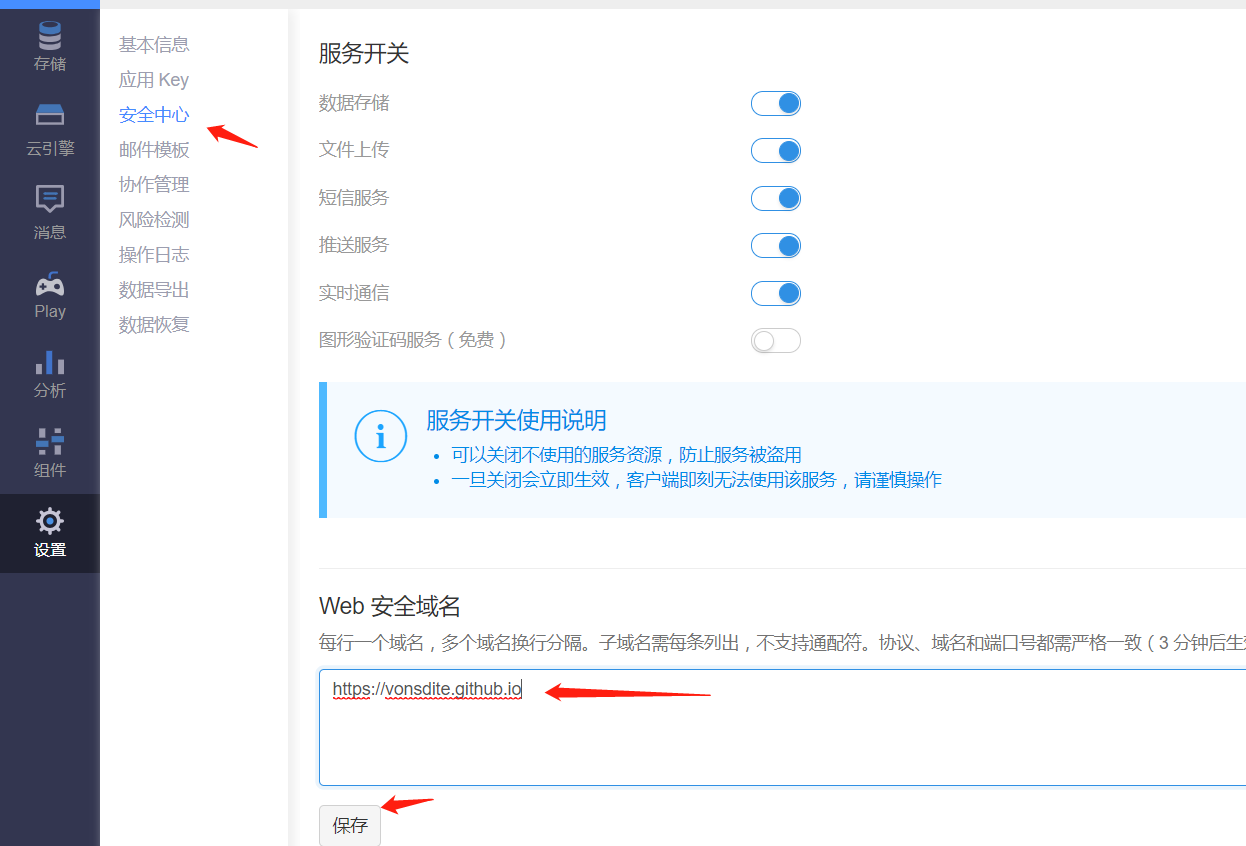 存储
云引擎
消息
Play
分析
组件
设置
基本信息
应用 Key
安全中心
邮件模板
协作管理
风险检测
操作日志
数据导出
数据恢复
服务开关
数据存储
文件上传
短信服务
推送服务
实时通信
图形验证码服务（免费）
服务开关使用说明
可以关闭不使用的服务资源，防止服务被盗用
一旦关闭会立即生效，客户端即刻无法使用该服务，请谨慎操作
Web 安全域名
每行一个域名，多个域名换行分隔。子域名需每条列出，不支持通配符。协议、域名和端口号都需严格一致（3 分钟后生
https://vonsdite.github.io
保存